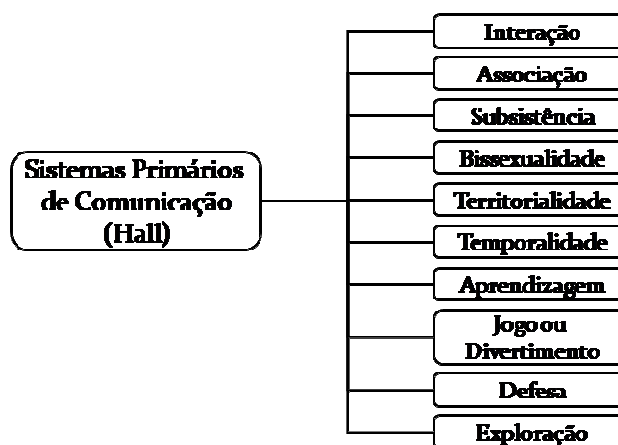 Sistemas Primários
de Comunicação
(Hall)
Interação
Associação
Subsistência
Bissexualidade
Territorialidade
Temporalidade
Aprendizagem
Jogo ou
Divertimento
Defesa
Exploração